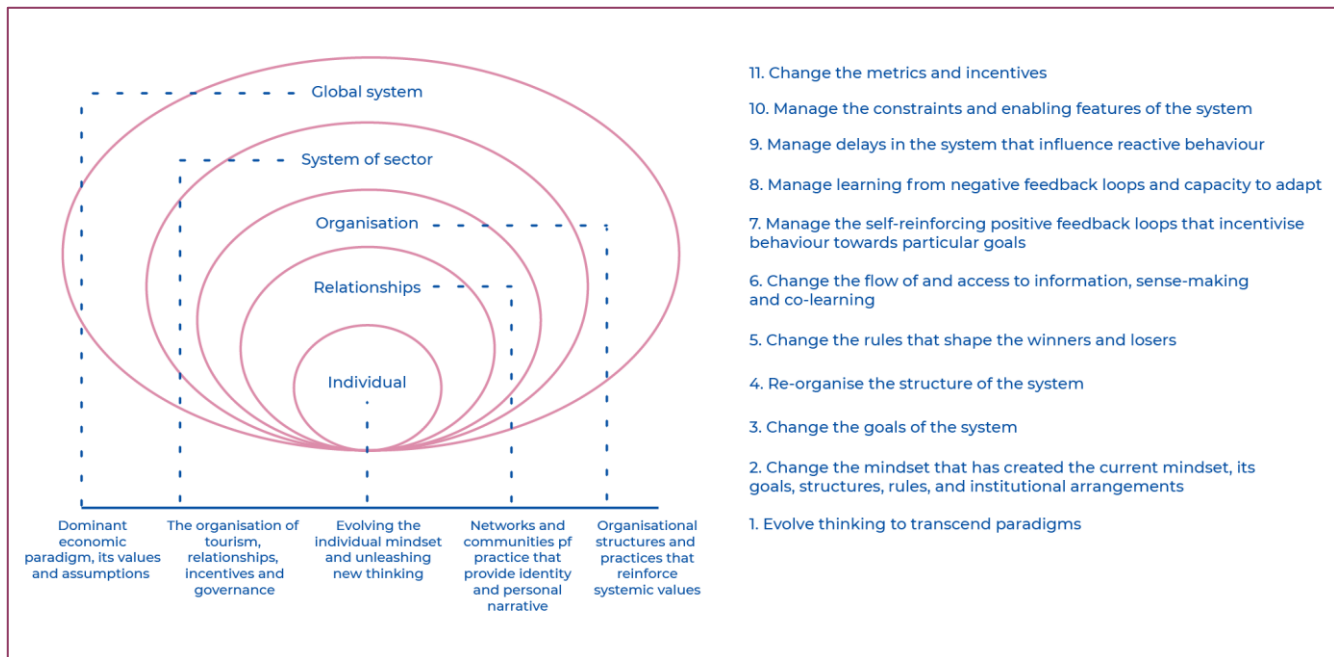 Global system
System of sector
Organisation
Relationships
Individual
Dominant
economic
paradigm, its values
and assumptions
The organisation of
tourism,
relationships,
incentives and
governance
Evolving the
individual mindset
and unleashing
new thinking
Networks and
communities pf
practice that
provide identity
and personal
narrative
Organisational
structures and
practices that
reinforce
systemic values
11. Change the metrics and incentives
10. Manage the constraints and enabling features of the system
9. Manage delays in the system that influence reactive behaviour
8. Manage learning from negative feedback loops and capacity to adapt
7. Manage the self-reinforcing positive feedback loops that incentivise
behaviour towards particular goals
6. Change the flow of and access to information, sense-making
and co-learning
5. Change the rules that shape the winners and losers
4. Re-organise the structure of the system
3. Change the goals of the system
2. Change the mindset that has created the current mindset, its
goals, structures, rules, and institutional arrangements
1. Evolve thinking to transcend paradigms